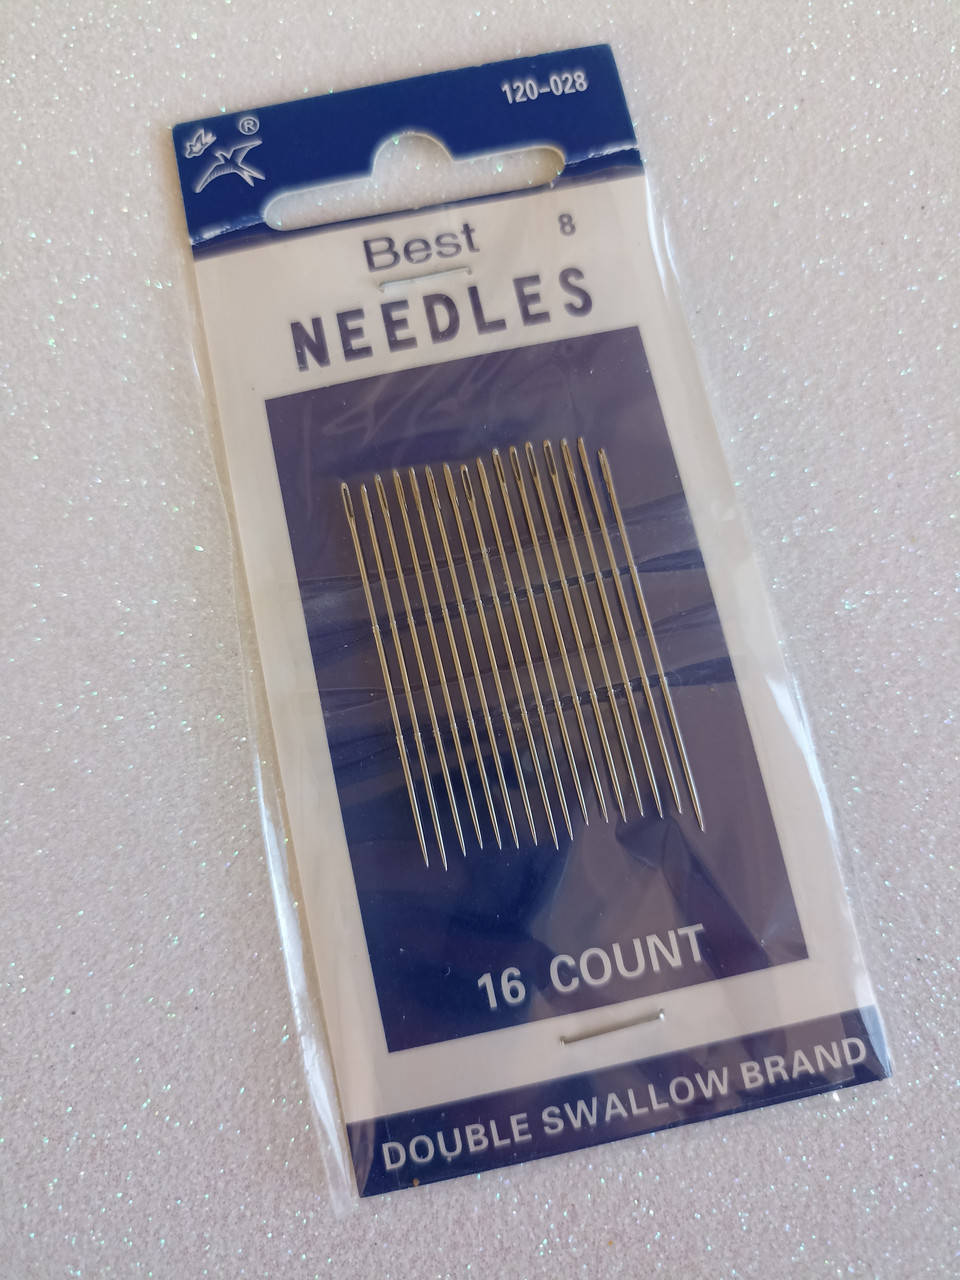 120-028
®
Best 8
NEEDLES
16 COUNT
DOUBLE SWALLOW BRAND